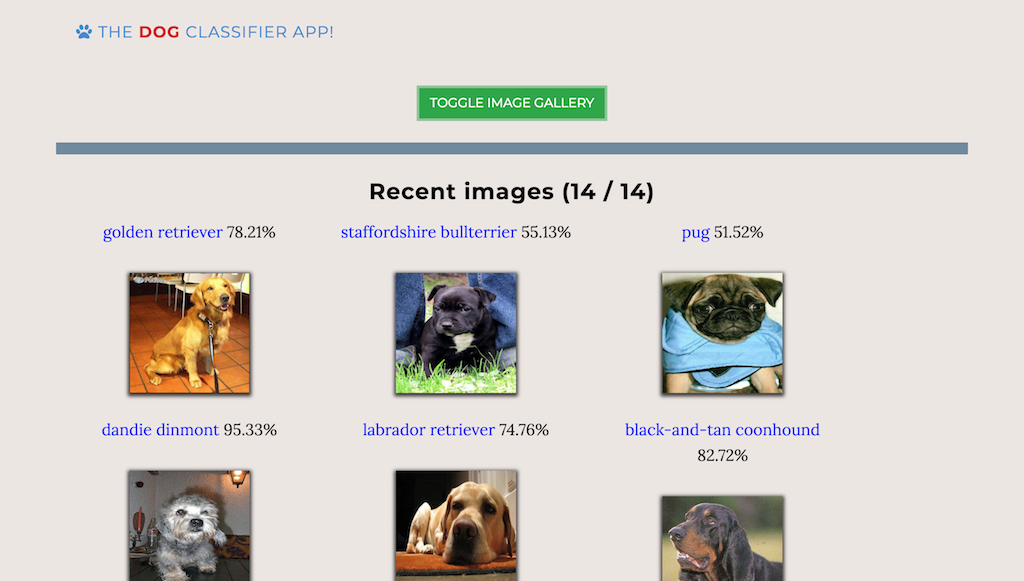 THE DOG CLASSIFIER APP!
TOGGLE IMAGE GALLERY
Recent images (14 / 14)
golden retriever 78.21%
staffordshire bullterrier 55.13%
pug 51.52%
dandie dinmont 95.33%
labrador retriever 74.76%
black-and-tan coonhound
82.72%